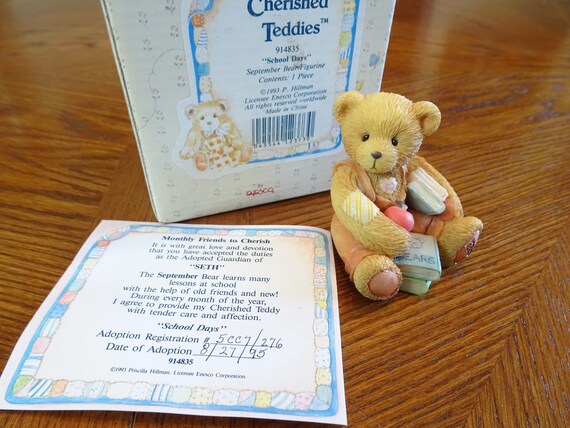 Cherished
Teddies™
914835
"School Days"
September Bear Figurine
Contents: 1 Piece
©1993 P. Hillman
Licensee Enesco Corporation
All rights reserved worldwide
Made in China
ENESCO
Monthly Friends to Cherish
It is with great love and devotion
that you have accepted the duties
as the Adopted Guardian of
"SETH"
The September Bear learns many
lessons at school
with the help of old friends and new!
During every month of the year,
I agree to provide my Cherished Teddy
with tender care and affection.
"School Days"
Adoption Registration # 5CC7/276
Date of Adoption 8/27/95
914835
©1993 Priscilla Hillman, Licensee Enesco Corporation
BEARS